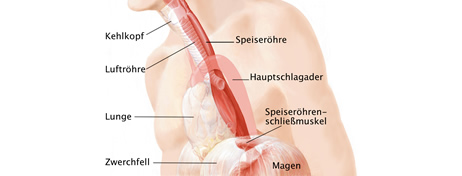 Kehlkopf
Speiseröhre
Luftröhre
Hauptschlagader
Lunge
Speiseröhren-
schließmuskel
Zwerchfell
Magen